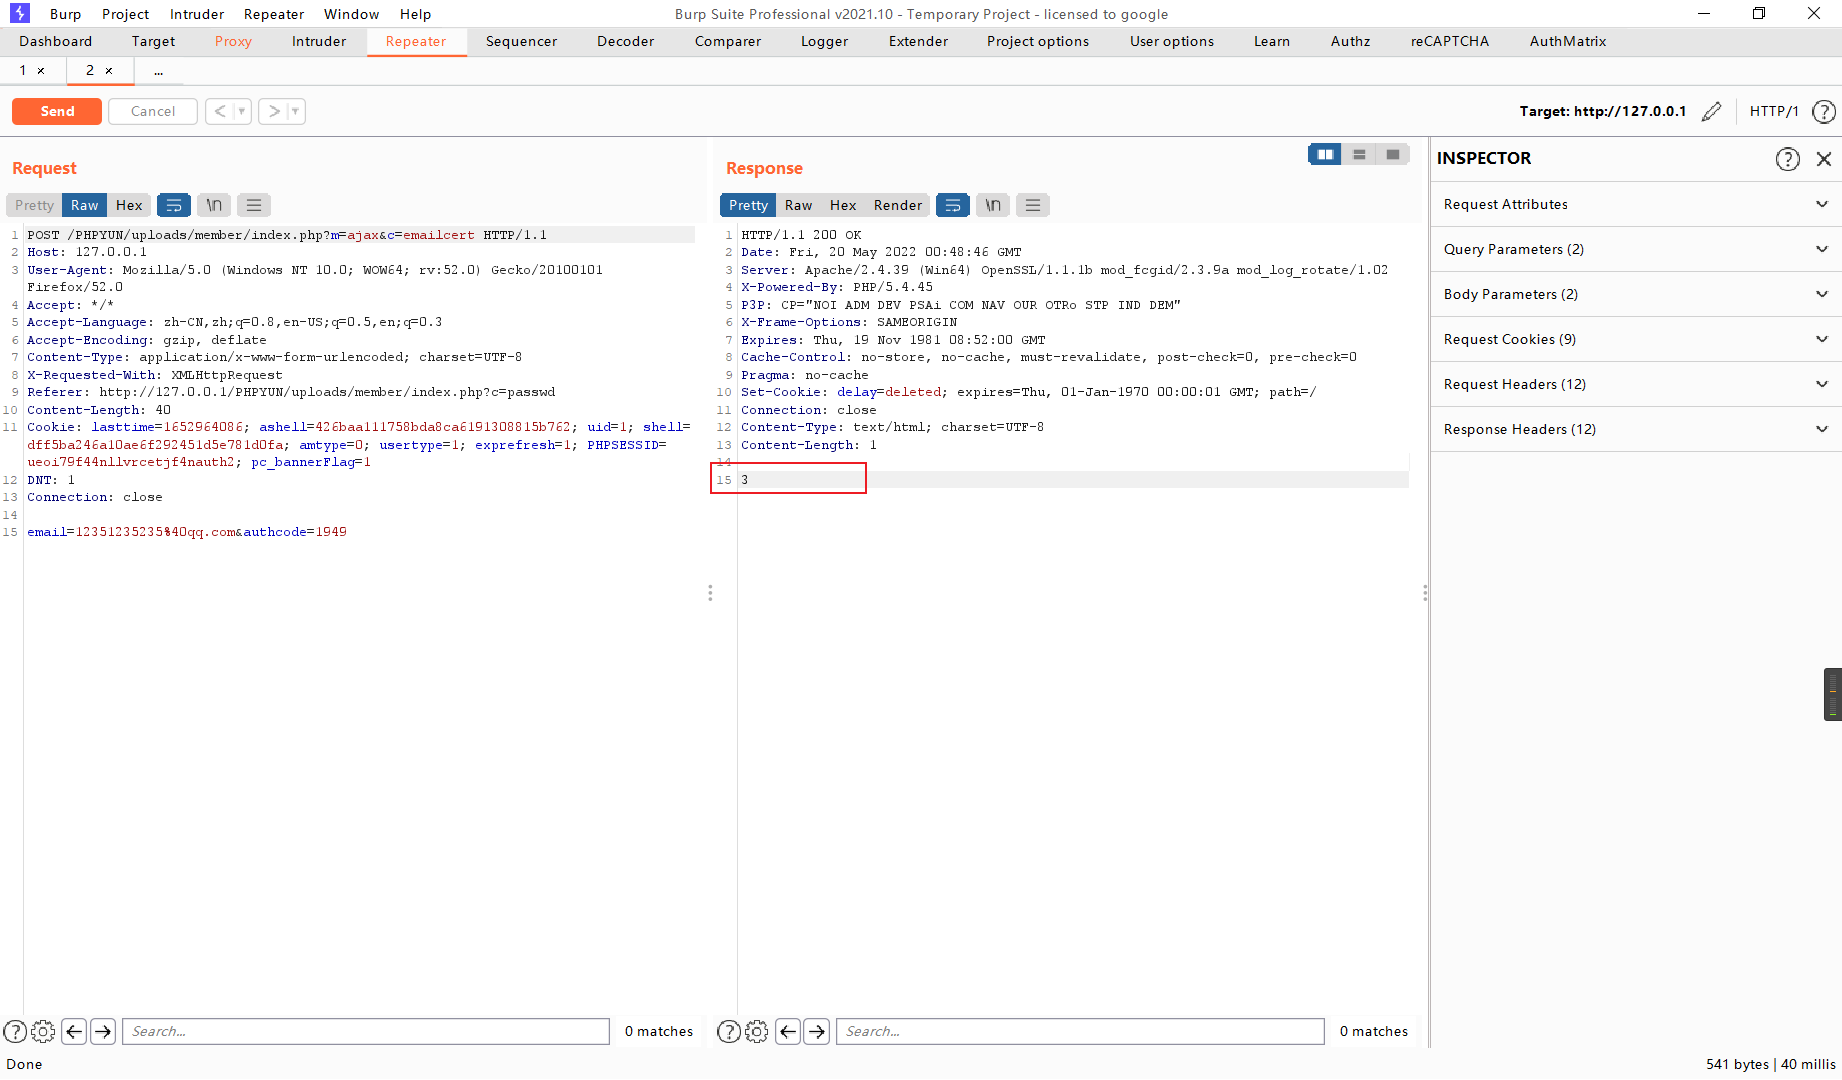 Burp Project Intruder Repeater Window Help
Burp Suite Professional v2021.10 - Temporary Project - licensed to google
Dashboard Target Proxy Intruder Repeater Sequencer Decoder Comparer Logger Extender Project options User options Learn Authz reCAPTCHA AuthMatrix
1 × 2 × ...
Send Cancel < > Target: http://127.0.0.1 HTTP/1 ?
Request
Pretty Raw Hex \n
1 POST /PHPYUN/uploads/member/index.php?m=ajax&c=emailcert HTTP/1.1
2 Host: 127.0.0.1
3 User-Agent: Mozilla/5.0 (Windows NT 10.0; WOW64; rv:52.0) Gecko/20100101
Firefox/52.0
4 Accept: */*
5 Accept-Language: zh-CN,zh;q=0.8,en-US;q=0.5,en;q=0.3
6 Accept-Encoding: gzip, deflate
7 Content-Type: application/x-www-form-urlencoded; charset=UTF-8
8 X-Requested-With: XMLHttpRequest
9 Referer: http://127.0.0.1/PHPYUN/uploads/member/index.php?c=passwd
10 Content-Length: 40
11 Cookie: lasttime=1652964086; ashell=426baa111758bda8ca6191308815b762; uid=1; shell=
dff5ba246a10ae6f292451d5e781d0fa; amtype=0; usertype=1; exprefresh=1; PHPSESSID=
ueoi79f44nllvrcetjf4nauth2; pc_bannerFlag=1
12 DNT: 1
13 Connection: close
14
15 email=12351235235%40qq.com&authcode=1949
Response
Pretty Raw Hex Render \n
1 HTTP/1.1 200 OK
2 Date: Fri, 20 May 2022 00:48:46 GMT
3 Server: Apache/2.4.39 (Win64) OpenSSL/1.1.1b mod_fcgid/2.3.9a mod_log_rotate/1.02
4 X-Powered-By: PHP/5.4.45
5 P3P: CP="NOI ADM DEV PSAi COM NAV OUR OTRo STP IND DEM"
6 X-Frame-Options: SAMEORIGIN
7 Expires: Thu, 19 Nov 1981 08:52:00 GMT
8 Cache-Control: no-store, no-cache, must-revalidate, post-check=0, pre-check=0
9 Pragma: no-cache
10 Set-Cookie: delay=deleted; expires=Thu, 01-Jan-1970 00:00:01 GMT; path=/
11 Connection: close
12 Content-Type: text/html; charset=UTF-8
13 Content-Length: 1
14
15 3
INSPECTOR ?
Request Attributes
Query Parameters (2)
Body Parameters (2)
Request Cookies (9)
Request Headers (12)
Response Headers (12)
? Search... 0 matches
? Search... 0 matches
Done
541 bytes | 40 millis